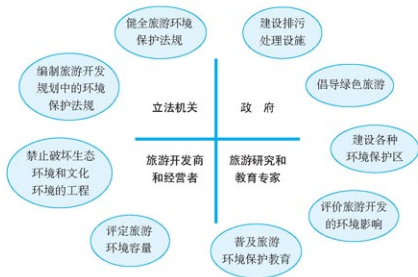 健全旅游环境
保护法规
建设排污
处理设施
编制旅游开发
规划中的环境
保护法规
倡导绿色旅游
立法机关
政 府
建设各种
环境保护区
禁止破坏生态
环境和文化
环境的工程
旅游开发商
和经营者
旅游研究和
教育专家
评价旅游开发
的环境影响
评定旅游
环境容量
普及旅游
环境保护教育